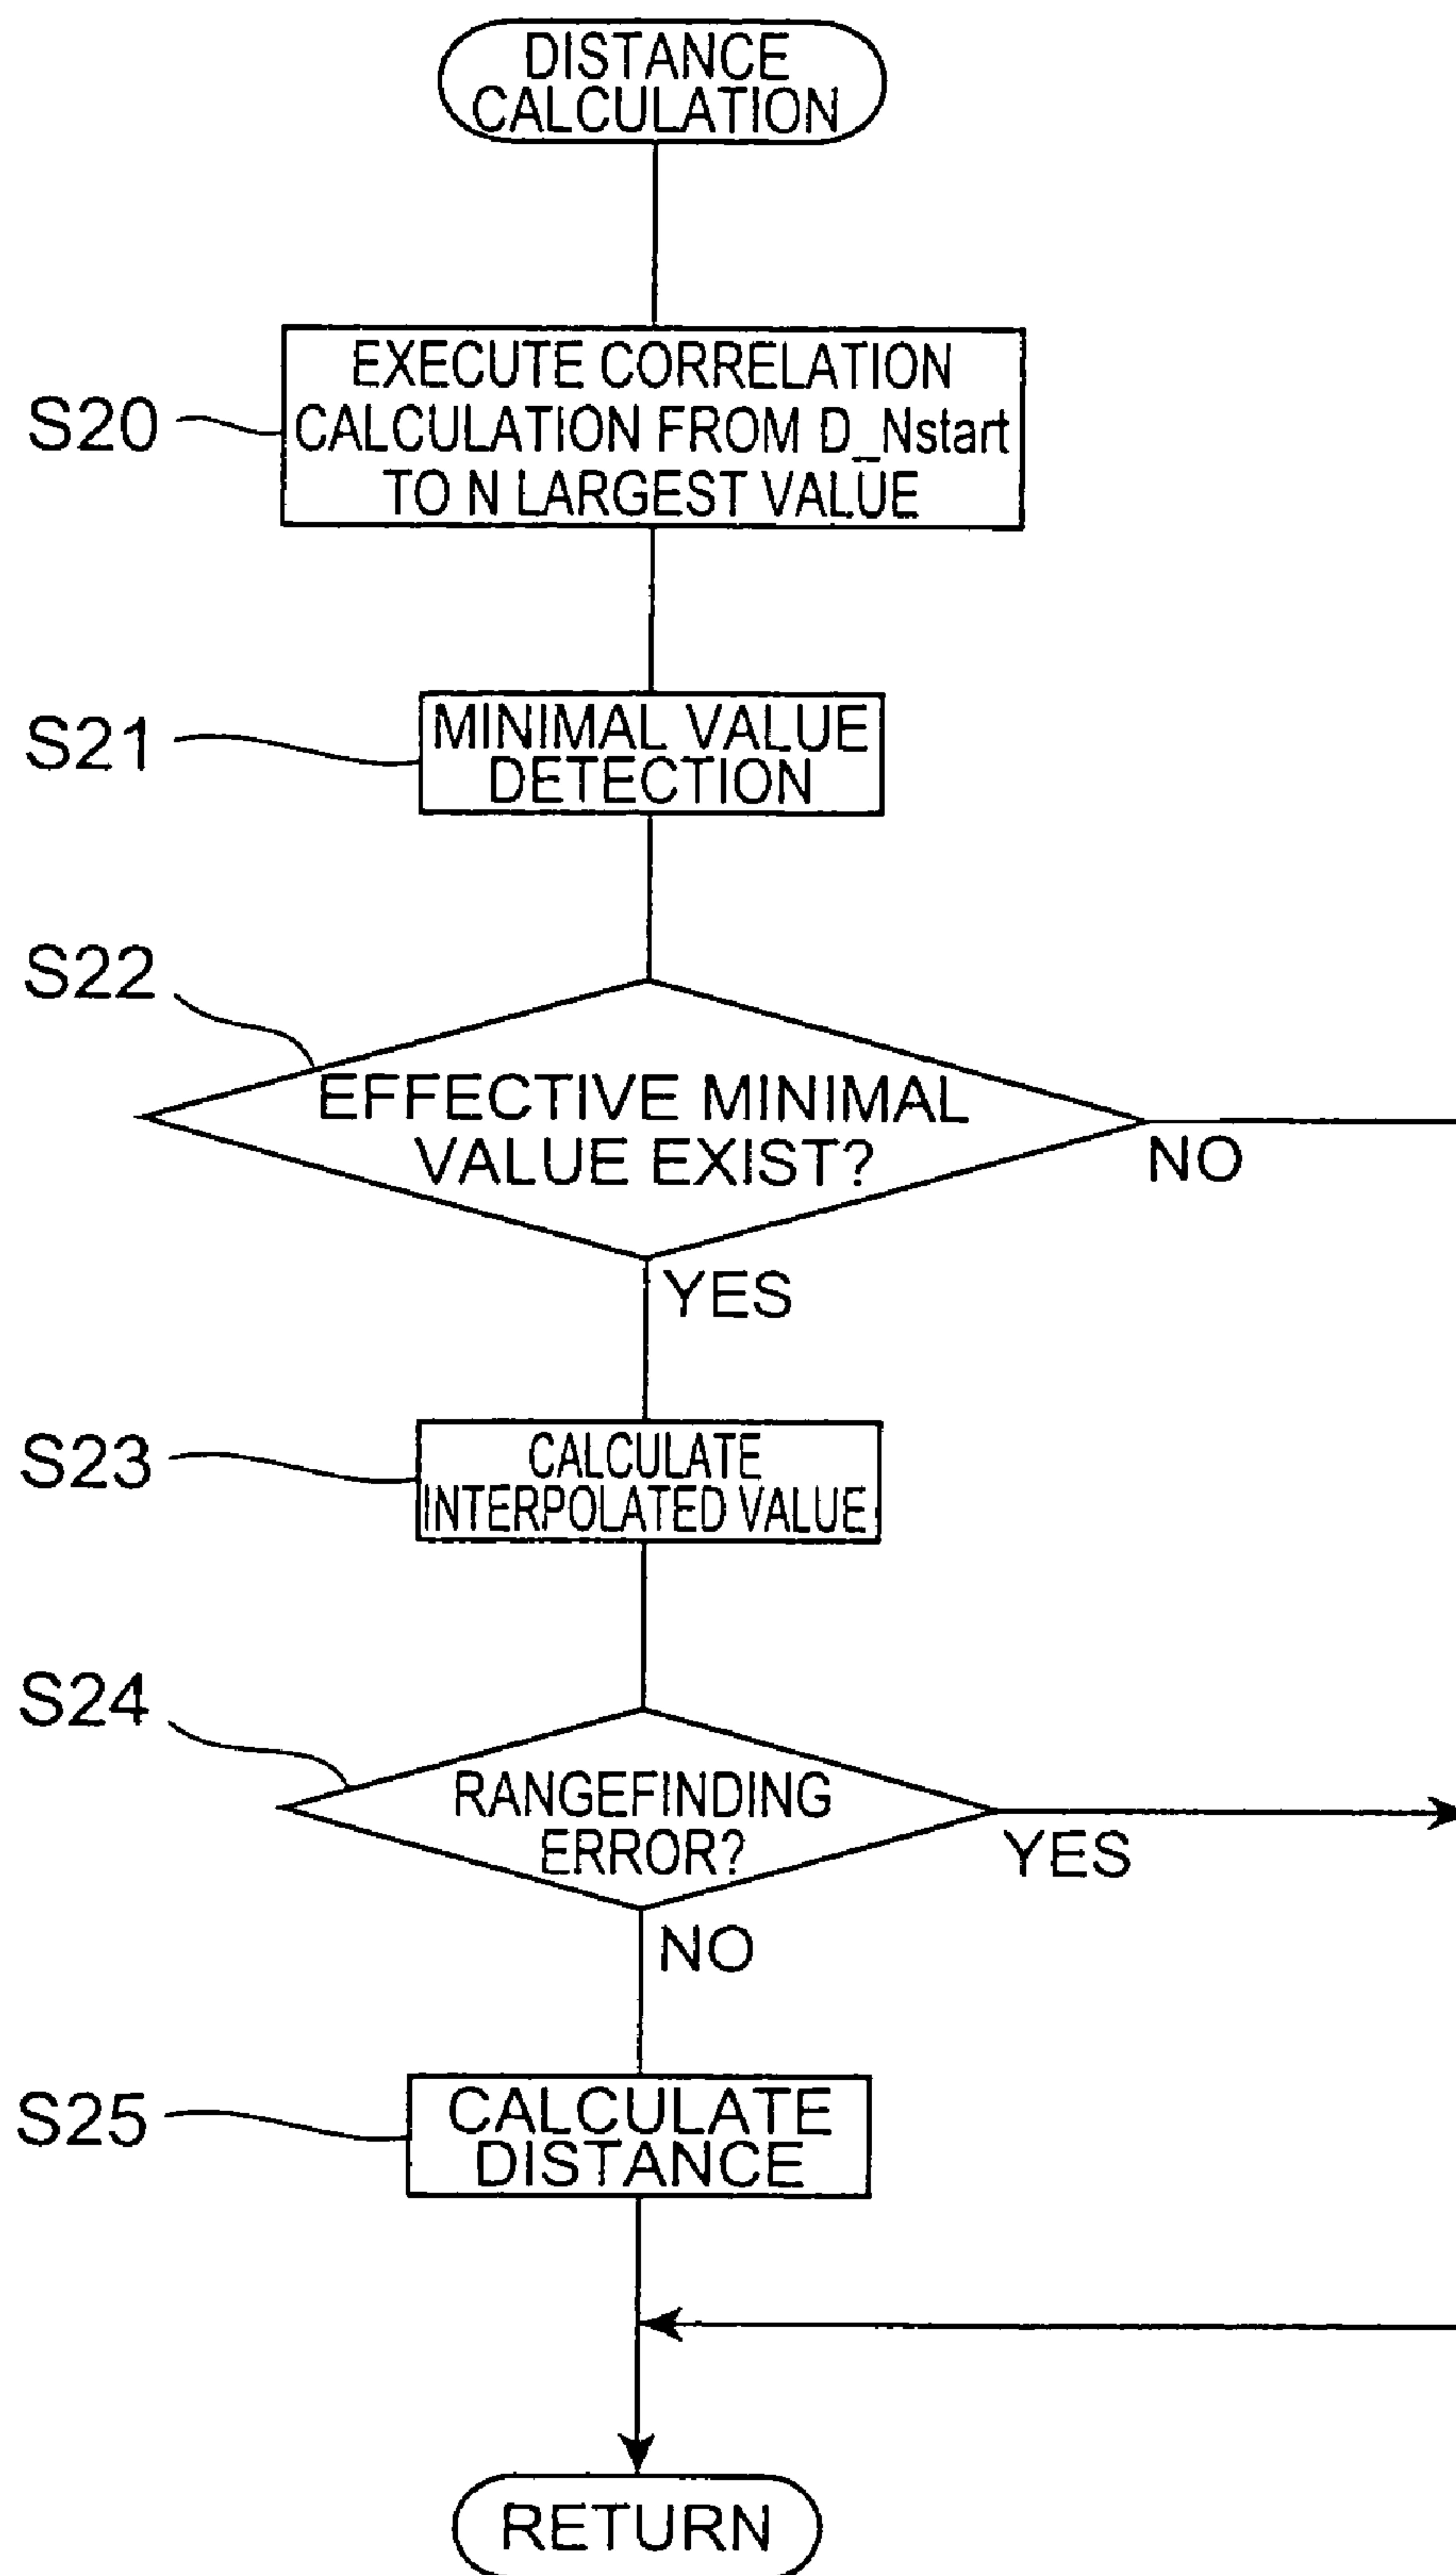 DISTANCE
CALCULATION
S20
EXECUTE CORRELATION
CALCULATION FROM D_Nstart
TO N LARGEST VALUE
S21
MINIMAL VALUE
DETECTION
S22
EFFECTIVE MINIMAL
VALUE EXIST?
NO
YES
S23
CALCULATE
INTERPOLATED VALUE
S24
RANGEFINDING
ERROR?
YES
NO
S25
CALCULATE
DISTANCE
RETURN